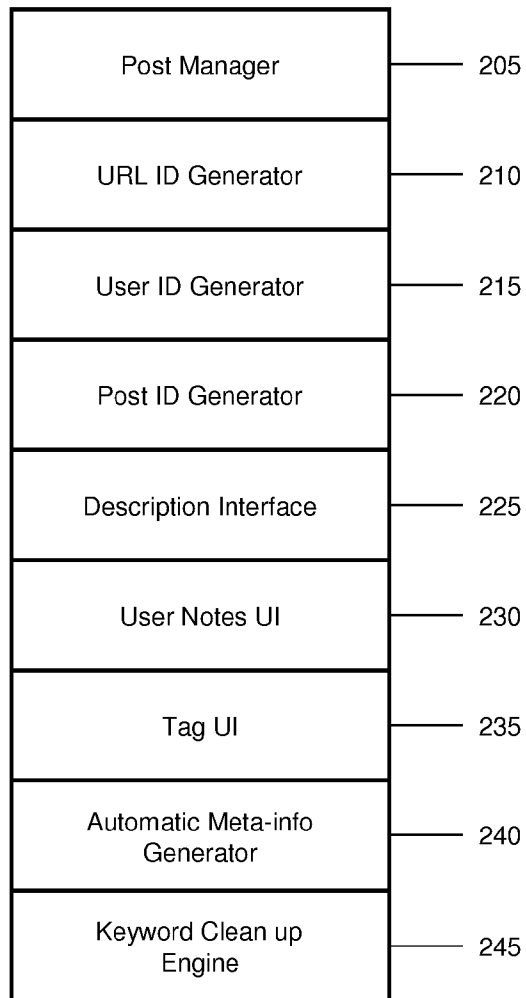 Post Manager 205
URL ID Generator 210
User ID Generator 215
Post ID Generator 220
Description Interface 225
User Notes UI 230
Tag UI 235
Automatic Meta-info
Generator 240
Keyword Clean up
Engine 245